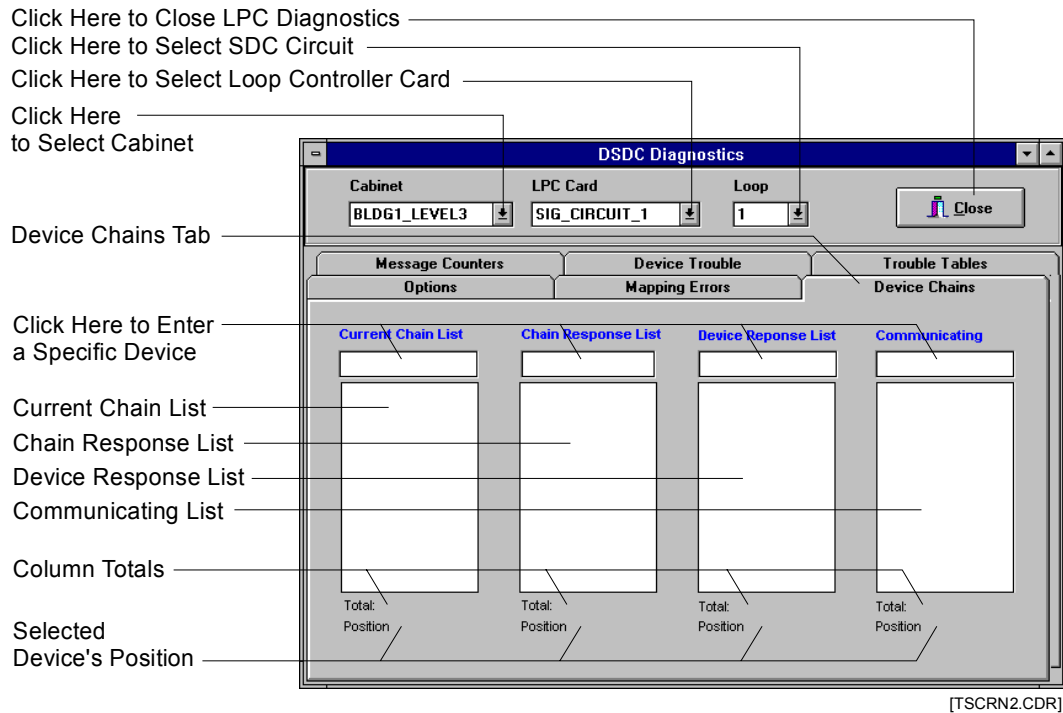 Click Here to Close LPC Diagnostics
Click Here to Select SDC Circuit
Click Here to Select Loop Controller Card
Click Here
to Select Cabinet
DSDC Diagnostics
Cabinet LPC Card Loop
BLDG1_LEVEL3 SIG_CIRCUIT_1 1 Close
Device Chains Tab
Message Counters Device Trouble Trouble Tables
Options Mapping Errors Device Chains
Click Here to Enter
a Specific Device
Current Chain List Chain Response List Device Reponse List Communicating
Current Chain List
Chain Response List
Device Response List
Communicating List
Column Totals
Total: Total: Total: Total:
Position Position Position Position
Selected
Device's Position
[TSCRN2.CDR]